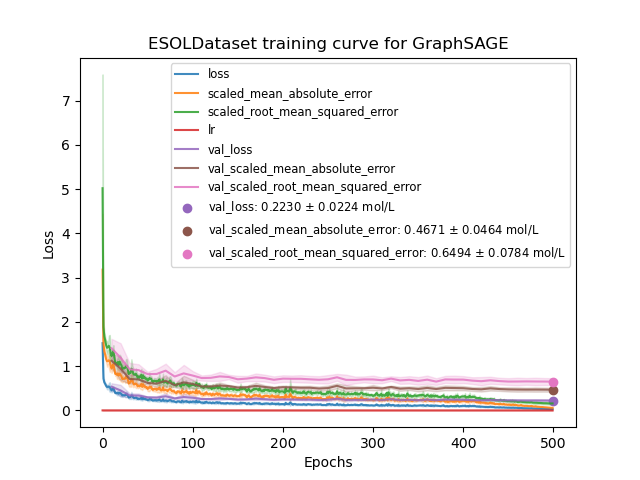 ESOLDataset training curve for GraphSAGE
loss
scaled_mean_absolute_error
scaled_root_mean_squared_error
lr
val_loss
val_scaled_mean_absolute_error
val_scaled_root_mean_squared_error
val_loss: 0.2230 ± 0.0224 mol/L
val_scaled_mean_absolute_error: 0.4671 ± 0.0464 mol/L
val_scaled_root_mean_squared_error: 0.6494 ± 0.0784 mol/L
Loss
7
6
5
4
3
2
1
0
0 100 200 300 400 500
Epochs